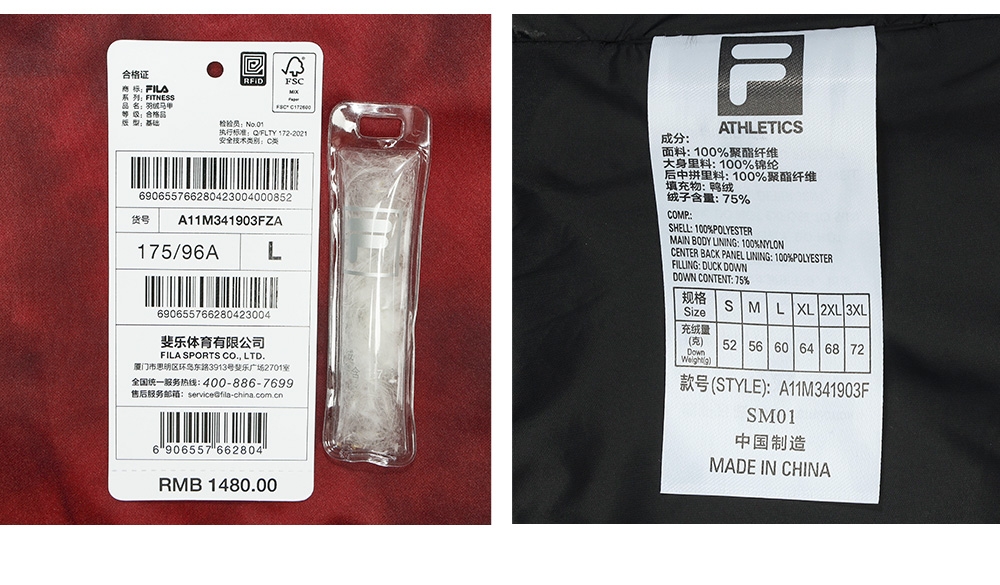 合格证
商 标: FILA
系 列: FITNESS
品 名: 羽绒马甲
等 级: 合格品
版 型: 基础
RFID
FSC
MIX
Paper
FSC® C172600
检验员: No.01
执行标准: Q/FLTY 172-2021
安全技术类别: C类
690655766280423004000852
货号 A11M341903FZA
175/96A L
690655766280423004
斐乐体育有限公司
FILA SPORTS CO., LTD.
厦门市思明区环岛东路3913号斐乐广场2701室
全国统一服务热线: 400-886-7699
售后服务邮箱: service@fila-china.com.cn
6 906557 662804
RMB 1480.00
F
F
ATHLETICS
成分:
面料: 100%聚酯纤维
大身里料: 100%锦纶
后中拼里料: 100%聚酯纤维
填充物: 鸭绒
绒子含量: 75%
COMP.:
SHELL: 100%POLYESTER
MAIN BODY LINING: 100%NYLON
CENTER BACK PANEL LINING: 100%POLYESTER
FILLING: DUCK DOWN
DOWN CONTENT: 75%
规格 Size S M L XL 2XL 3XL
充绒量 (克) Down Weight(g) 52 56 60 64 68 72
款号(STYLE): A11M341903F
SM01
中国制造
MADE IN CHINA